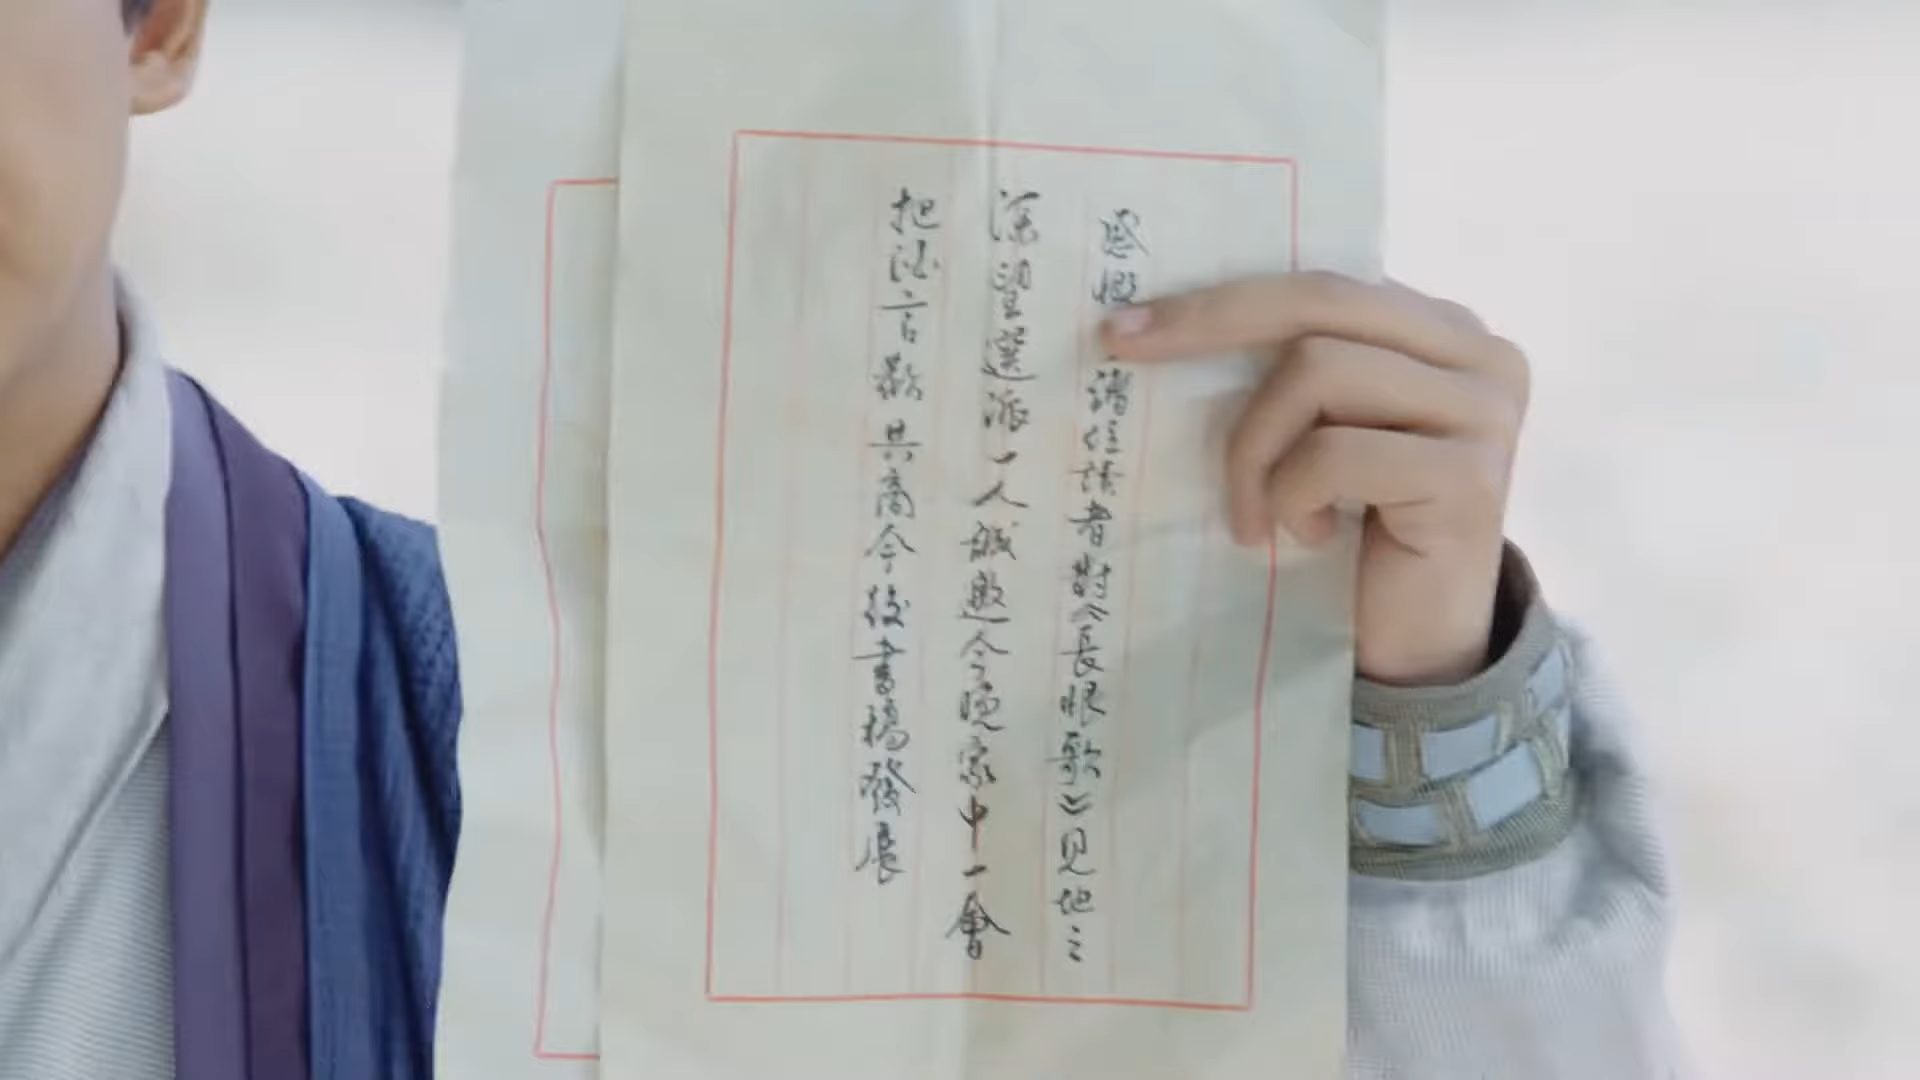 感慨諸位讀者對《長恨歌》見地之
深望選派一人誠邀今晚家中一會
把酒言歡共商今後書稿發展